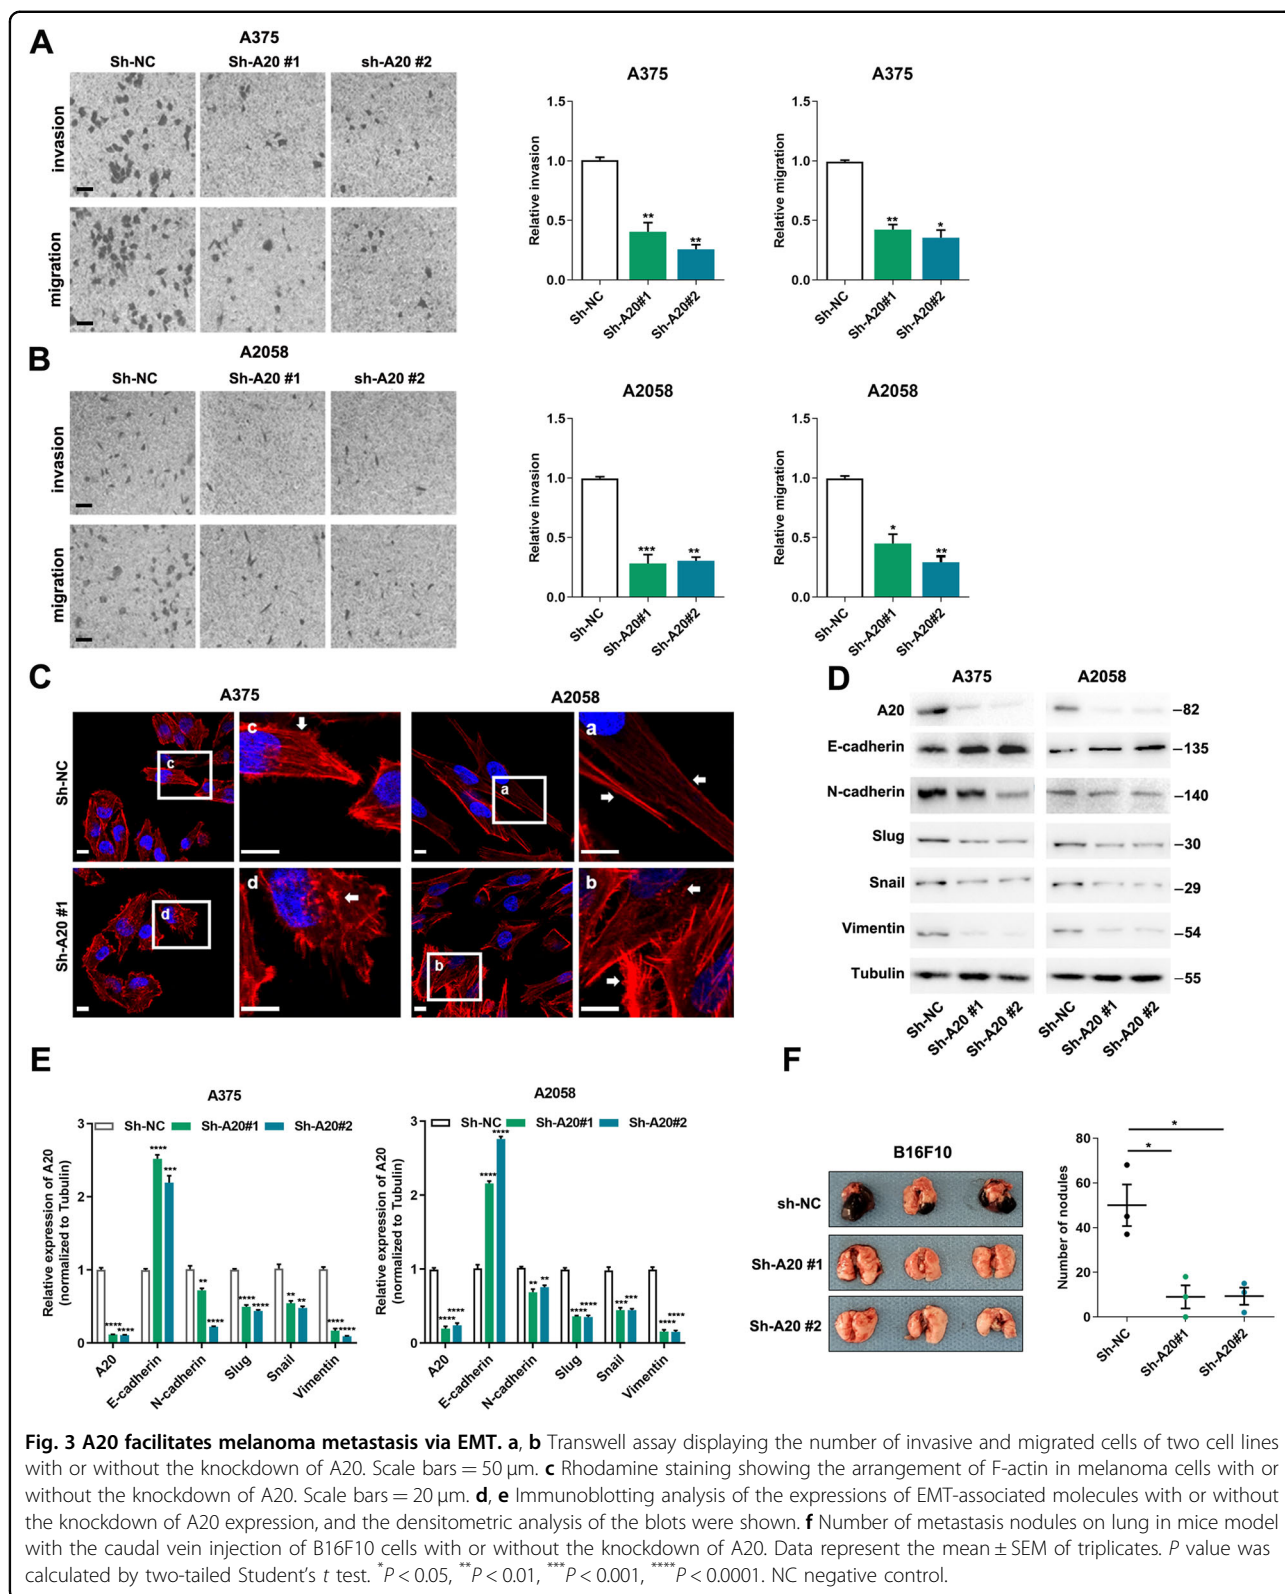 A
A375
Sh-NC
Sh-A20 #1
sh-A20 #2
invasion
migration
A375
Relative invasion
1.5
1.0
0.5
0.0
**
**
Sh-NC
Sh-A20#1
Sh-A20#2
A375
Relative migration
1.5
1.0
0.5
0.0
**
*
Sh-NC
Sh-A20#1
Sh-A20#2
B
A2058
Sh-NC
Sh-A20 #1
sh-A20 #2
invasion
migration
A2058
Relative invasion
1.5
1.0
0.5
0.0
***
**
Sh-NC
Sh-A20#1
Sh-A20#2
A2058
Relative migration
1.5
1.0
0.5
0.0
*
**
Sh-NC
Sh-A20#1
Sh-A20#2
C
A375
A2058
Sh-NC
c
c
a
a
Sh-A20 #1
d
d
b
b
D
A375
A2058
A20
–82
E-cadherin
–135
N-cadherin
–140
Slug
–30
Snail
–29
Vimentin
–54
Tubulin
–55
Sh-NC
Sh-A20 #1
Sh-A20 #2
Sh-NC
Sh-A20 #1
Sh-A20 #2
E
A375
Sh-NC
Sh-A20#1
Sh-A20#2
Relative expression of A20
(normalized to Tubulin)
3
2
1
0
****
****
****
***
**
****
****
**
**
****
****
A20
E-cadherin
N-cadherin
Slug
Snail
Vimentin
A2058
Sh-NC
Sh-A20#1
Sh-A20#2
Relative expression of A20
(normalized to Tubulin)
3
2
1
0
****
****
****
****
**
**
****
****
***
***
****
****
A20
E-cadherin
N-cadherin
Slug
Snail
Vimentin
F
B16F10
sh-NC
Sh-A20 #1
Sh-A20 #2
Number of nodules
80
60
40
20
0
*
*
Sh-NC
Sh-A20#1
Sh-A20#2
Fig. 3 A20 facilitates melanoma metastasis via EMT. a, b Transwell assay displaying the number of invasive and migrated cells of two cell lines
with or without the knockdown of A20. Scale bars = 50 μm. c Rhodamine staining showing the arrangement of F-actin in melanoma cells with or
without the knockdown of A20. Scale bars = 20 μm. d, e Immunoblotting analysis of the expressions of EMT-associated molecules with or without
the knockdown of A20 expression, and the densitometric analysis of the blots were shown. f Number of metastasis nodules on lung in mice model
with the caudal vein injection of B16F10 cells with or without the knockdown of A20. Data represent the mean ± SEM of triplicates. P value was
calculated by two-tailed Student's t test. *P < 0.05, **P < 0.01, ***P < 0.001, ****P < 0.0001. NC negative control.